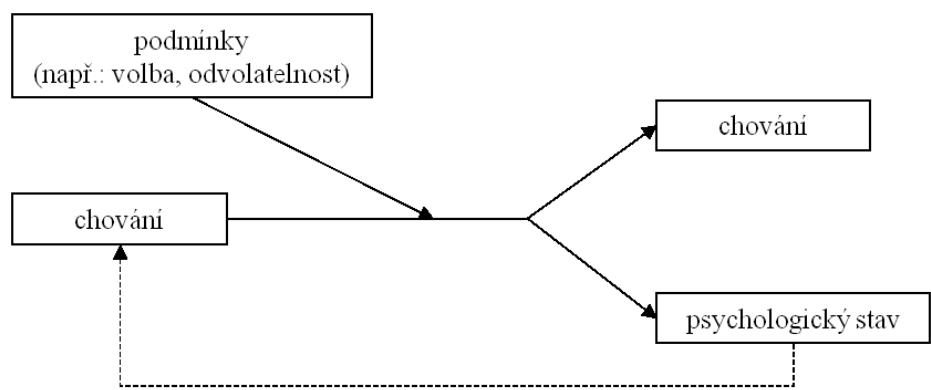 podmínky
(např.: volba, odvolatelnost)
chování
chování
psychologický stav